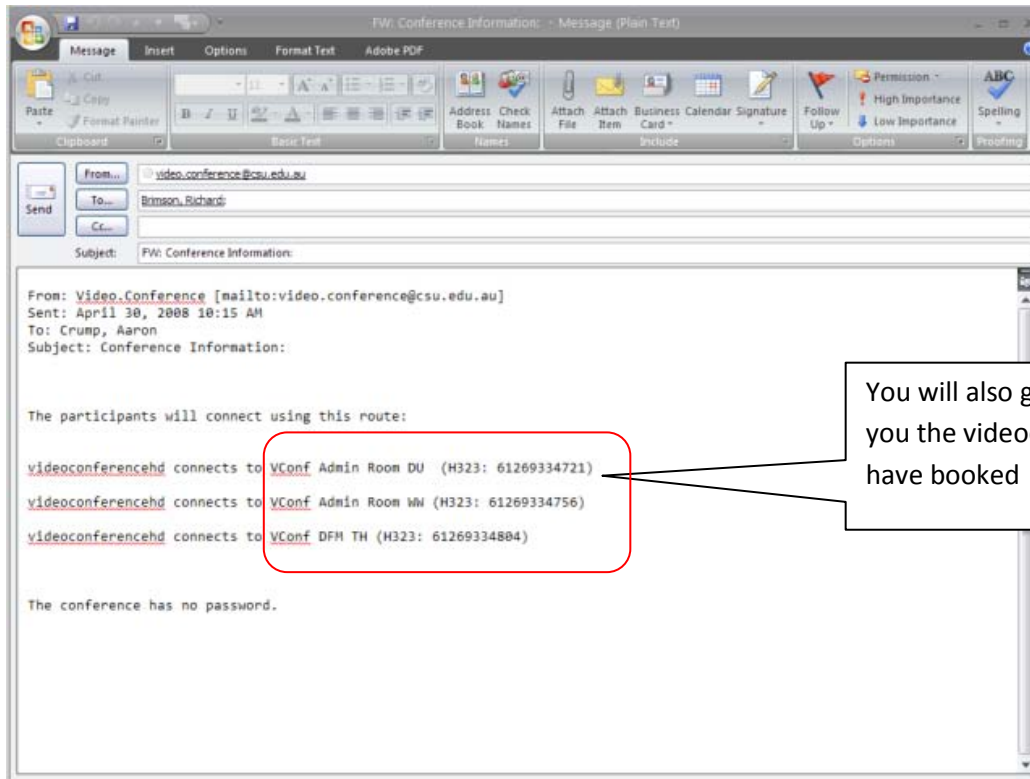 FW: Conference Information: - Message (Plain Text)
Message Insert Options Format Text Adobe PDF
Paste
Cut
Copy
Format Painter
Clipboard
11
B I U
Basic Text
Address Book
Check Names
Names
Attach File
Attach Item
Business Card
Calendar
Signature
Include
Follow Up
Permission
High Importance
Low Importance
Options
ABC
Spelling
Proofing
Send
From... video.conference@csu.edu.au
To... Brimson, Richard;
Cc...
Subject: FW: Conference Information:
From: Video.Conference [mailto:video.conference@csu.edu.au]
Sent: April 30, 2008 10:15 AM
To: Crump, Aaron
Subject: Conference Information:
The participants will connect using this route:
videoconferencehd connects to VConf Admin Room DU (H323: 61269334721)
videoconferencehd connects to VConf Admin Room WW (H323: 61269334756)
videoconferencehd connects to VConf DFM TH (H323: 61269334804)
The conference has no password.
You will also g
you the video
have booked